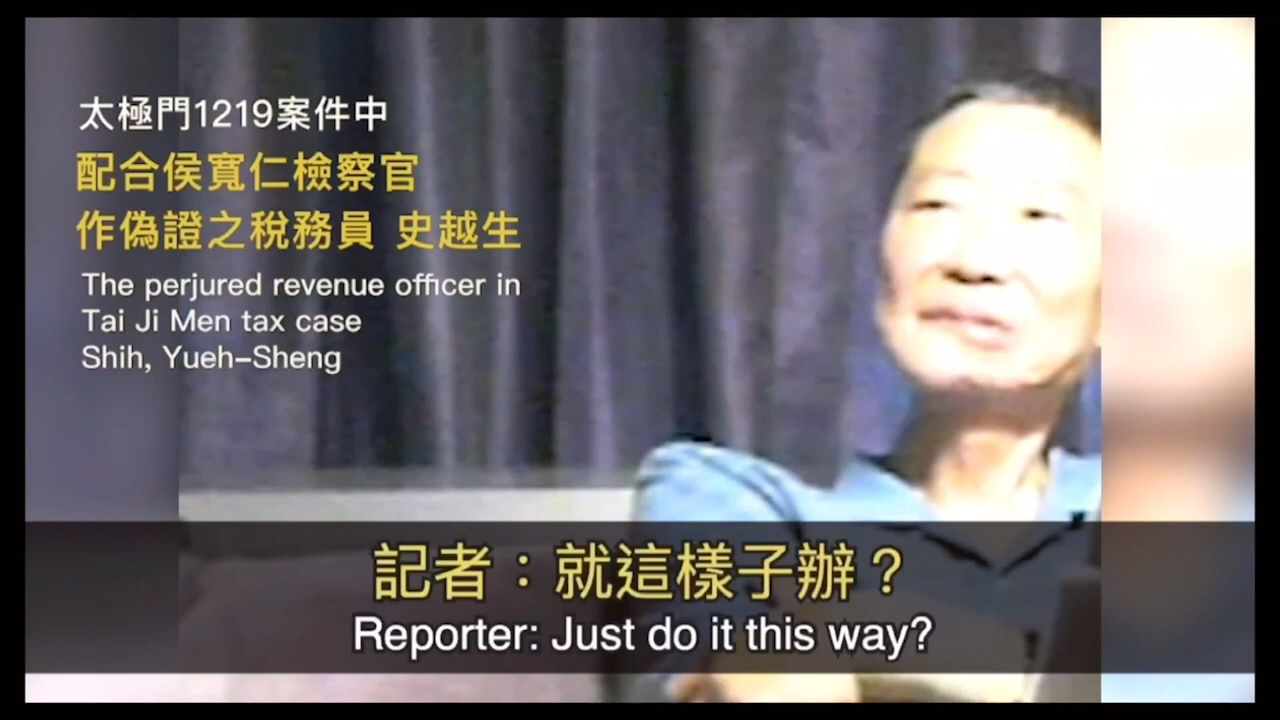 太極門1219案件中
配合侯寬仁檢察官
作偽證之稅務員 史越生
The perjured revenue officer in
Tai Ji Men tax case
Shih, Yueh-Sheng
記者：就這樣子辦？
Reporter: Just do it this way?